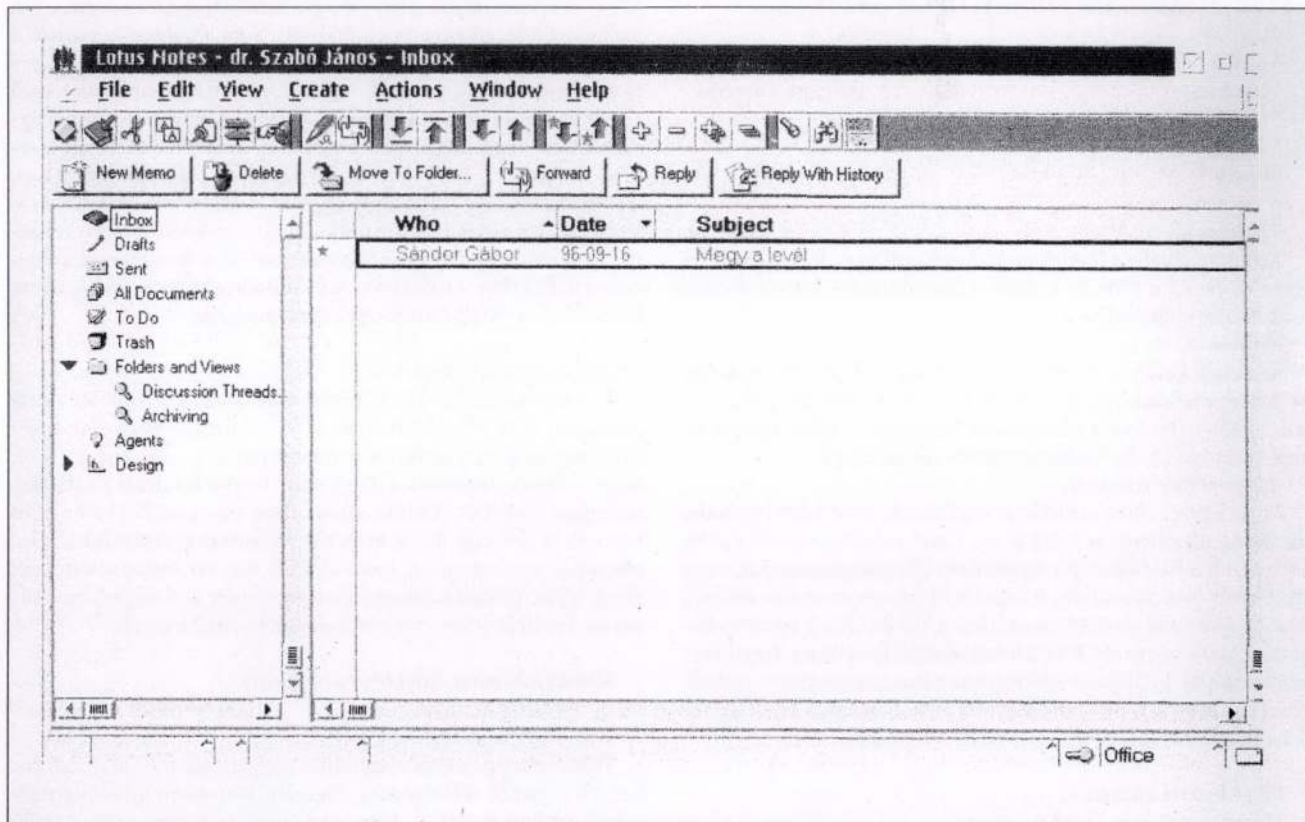 Lotus Notes - dr. Szabó János - Inbox
File Edit View Create Actions Window Help
New Memo Delete Move To Folder... Forward Reply Reply With History
Inbox
Drafts
Sent
All Documents
To Do
Trash
Folders and Views
Discussion Threads..
Archiving
Agents
Design
Who Date Subject
Sándor Gábor 96-09-16 Megy a levél
Office